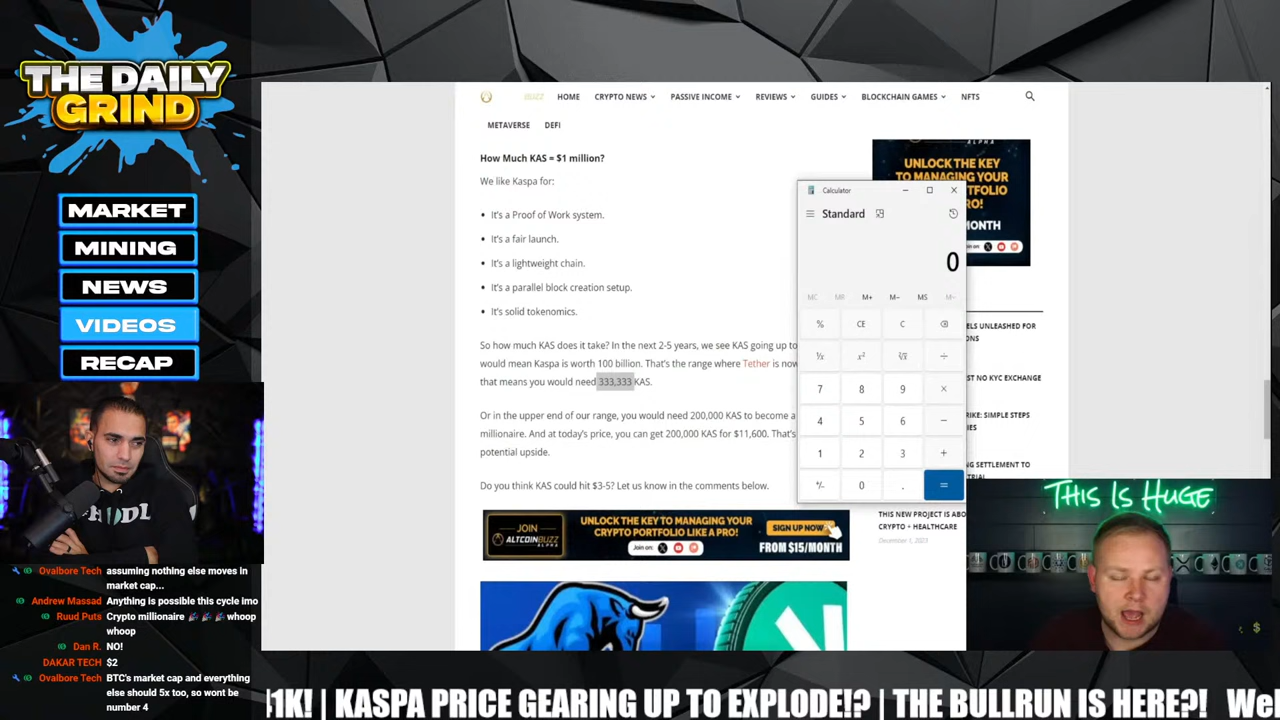 THE DAILY
GRIND
MARKET
MINING
NEWS
VIDEOS
RECAP
BUZZ
HOME
CRYPTO NEWS
PASSIVE INCOME
REVIEWS
GUIDES
BLOCKCHAIN GAMES
NFTS
METAVERSE
DEFI
How Much KAS = $1 million?
We like Kaspa for:
• It's a Proof of Work system.
• It's a fair launch.
• It's a lightweight chain.
• It's a parallel block creation setup.
• It's solid tokenomics.
So how much KAS does it take? In the next 2-5 years, we see KAS going up to
would mean Kaspa is worth 100 billion. That's the range where Tether is now
that means you would need 333,333 KAS.
Or in the upper end of our range, you would need 200,000 KAS to become a
millionaire. And at today's price, you can get 200,000 KAS for $11,600. That's
potential upside.
Do you think KAS could hit $3-5? Let us know in the comments below.
JOIN
ALTCOINBUZZ
ALPHA
UNLOCK THE KEY TO MANAGING YOUR
CRYPTO PORTFOLIO LIKE A PRO!
Join on:
SIGN UP NOW
FROM $15/MONTH
ALPHA
UNLOCK THE KEY
TO MANAGING YOUR
TFOLIO
RO!
MONTH
Join on:
Calculator
Standard
0
MC MR M+ M− MS M~
% CE C ⌫
¹/x x² ²√x ÷
7 8 9 ×
4 5 6 −
1 2 3 +
+/− 0 . =
ELS UNLEASHED FOR
ONS
ST NO KYC EXCHANGE
RIKE: SIMPLE STEPS
NG SETTLEMENT TO
TRIAL
THIS NEW PROJECT IS ABO
CRYPTO + HEALTHCARE
December 1, 2023
THIS IS HUGE
$
HODL
Ovalbore Tech assuming nothing else moves in
market cap...
Andrew Massad Anything is possible this cycle imo
Ruud Puts Crypto millionaire 🎉 🎉 🎉 whoop
whoop
Dan R. NO!
DAKAR TECH $2
Ovalbore Tech BTC's market cap and everything
else should 5x too, so wont be
number 4
41K! | KASPA PRICE GEARING UP TO EXPLODE!? | THE BULLRUN IS HERE?! Wel